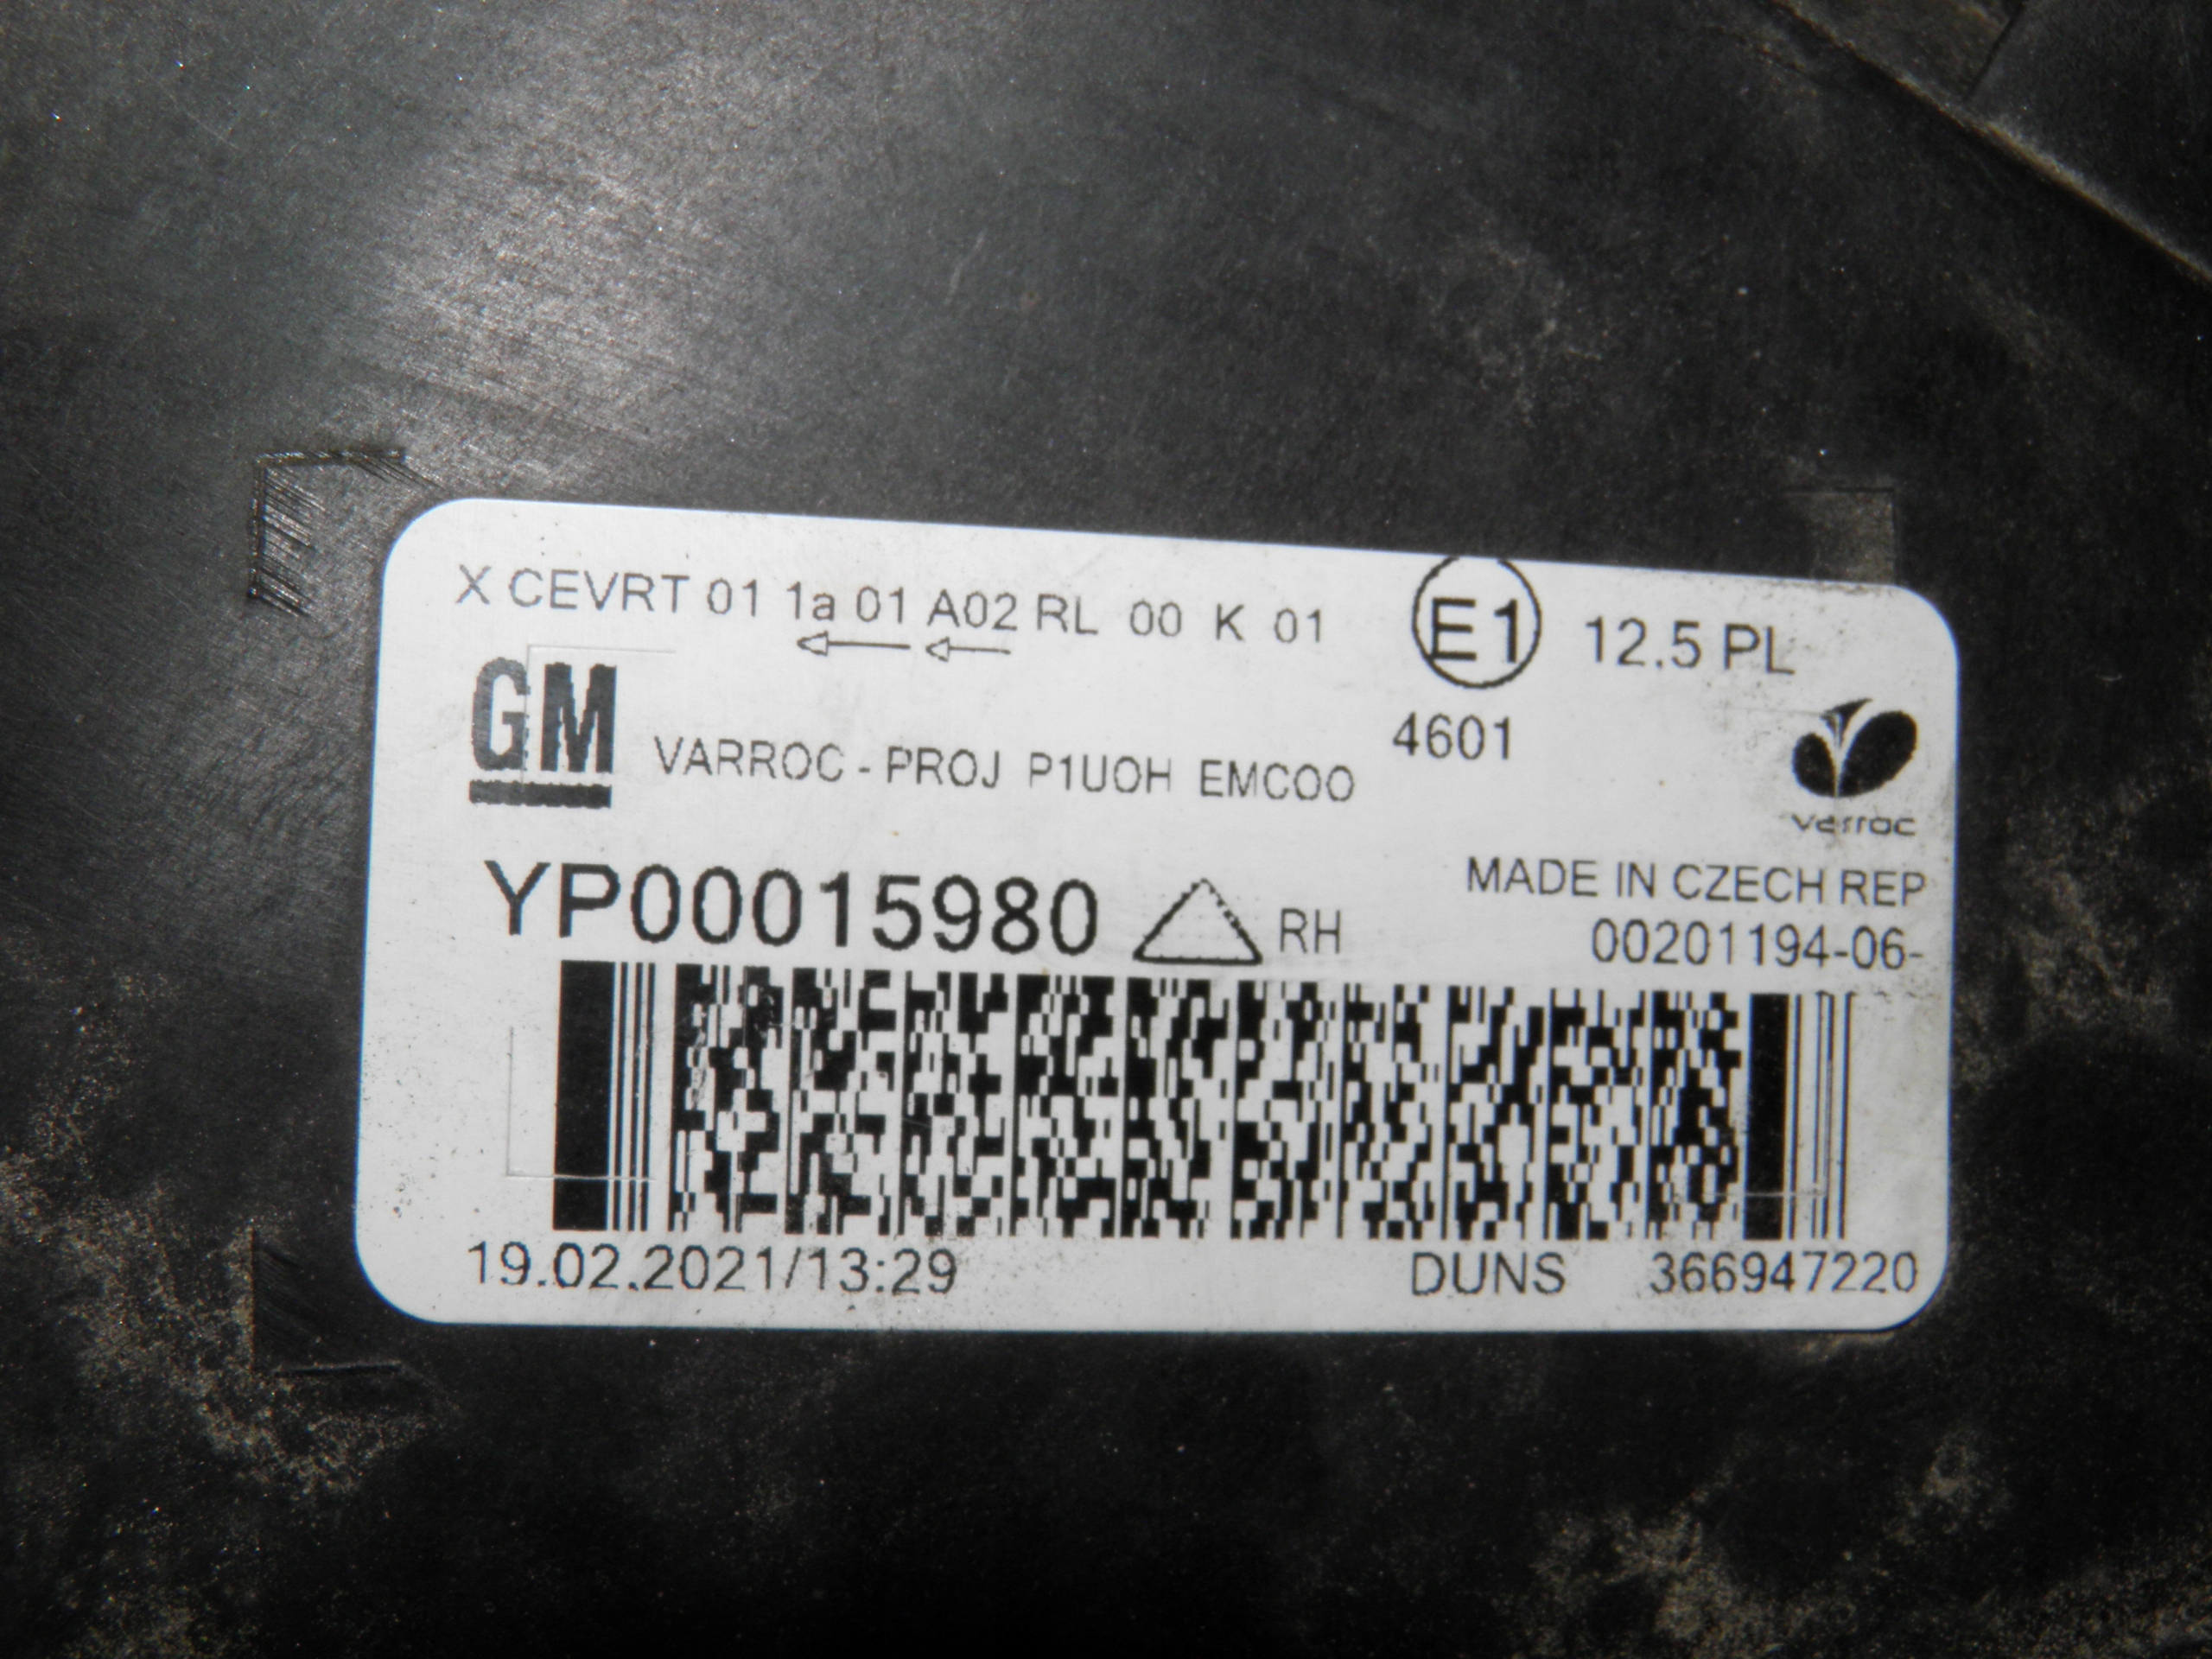 X CEVRT 01 1a 01 A02 RL 00 K 01
E1 12.5 PL
4601
GM
VARROC - PROJ P1UOH EMCOO
varroc
YP00015980 RH
MADE IN CZECH REP
00201194-06-
19.02.2021/13:29
DUNS 366947220